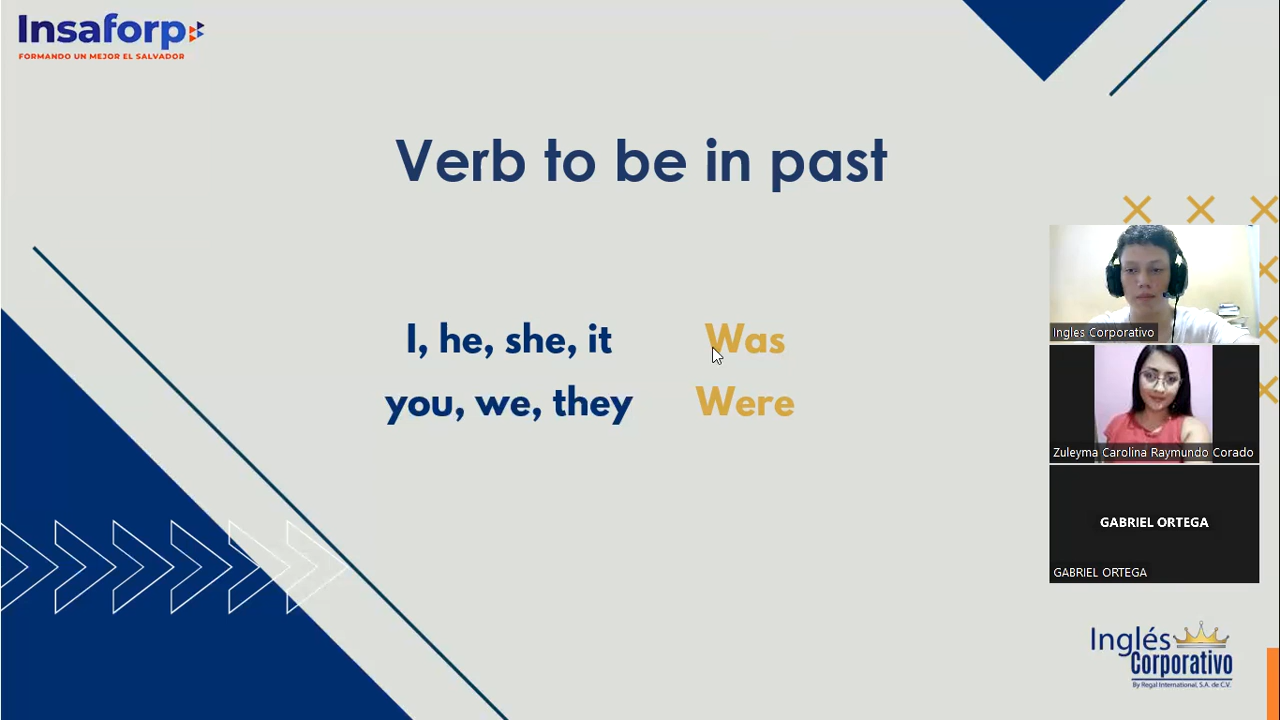 Insaforp
FORMANDO UN MEJOR EL SALVADOR
Verb to be in past
I, he, she, it Was
you, we, they Were
Ingles Corporativo
Zuleyma Carolina Raymundo Corado
GABRIEL ORTEGA
GABRIEL ORTEGA
Inglés
Corporativo
By Regal International, S.A. de C.V.